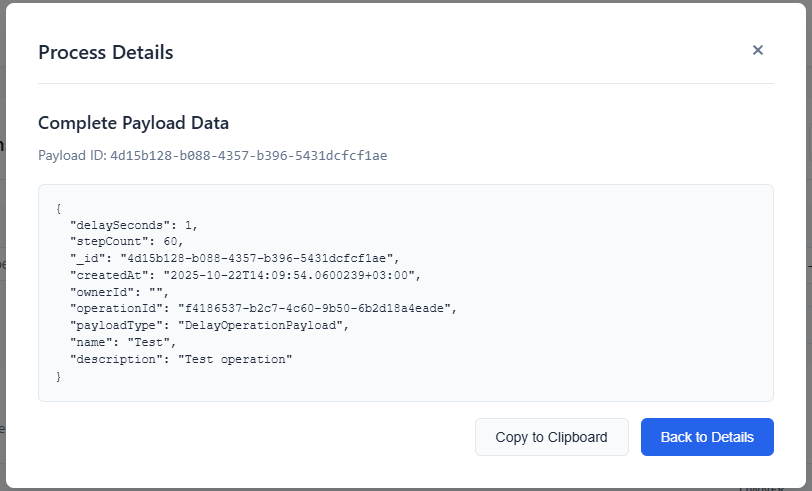 Process Details
×
Complete Payload Data
Payload ID: 4d15b128-b088-4357-b396-5431dcfcf1ae
{
"delaySeconds": 1,
"stepCount": 60,
"_id": "4d15b128-b088-4357-b396-5431dcfcf1ae",
"createdAt": "2025-10-22T14:09:54.0600239+03:00",
"ownerId": "",
"operationId": "f4186537-b2c7-4c60-9b50-6b2d18a4eade",
"payloadType": "DelayOperationPayload",
"name": "Test",
"description": "Test operation"
}
Copy to Clipboard
Back to Details